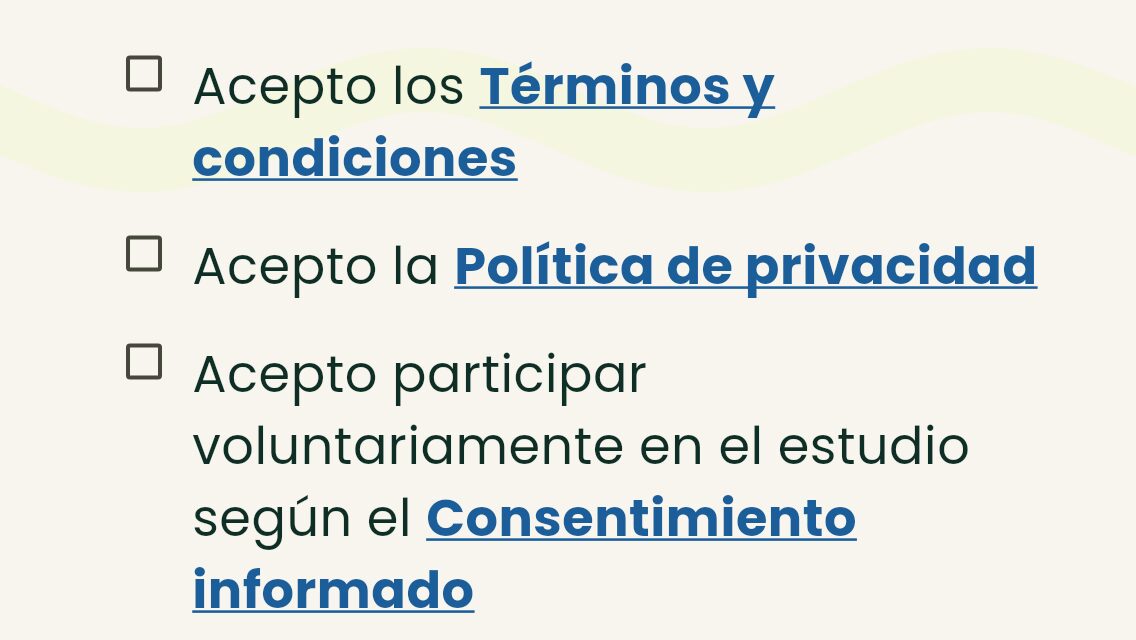 Acepto los Términos y
condiciones
Acepto la Política de privacidad
Acepto participar
voluntariamente en el estudio
según el Consentimiento
informado